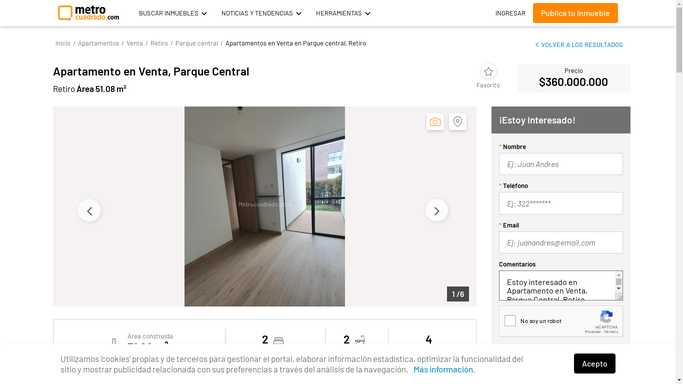 metro
cuadrado.com
BUSCAR INMUEBLES
NOTICIAS Y TENDENCIAS
HERRAMIENTAS
INGRESAR
Publica tu Inmueble
Inicio / Apartamentos / Venta / Retiro / Parque central / Apartamentos en Venta en Parque central, Retiro
VOLVER A LOS RESULTADOS
Apartamento en Venta, Parque Central
Retiro Área 51.08 m²
Favorito
Precio
$360.000.000
Metrocuadrado.com
1 / 6
¡Estoy Interesado!
* Nombre
Ej: Juan Andres
* Teléfono
Ej: 322*******
* Email
Ej: juanandres@email.com
Comentarios
Estoy interesado en
Apartamento en Venta,
Parque Central, Retiro
No soy un robot
reCAPTCHA
Privacidad - Términos
Área construida
2
2
4
Utilizamos 'cookies' propias y de terceros para gestionar el portal, elaborar información estadística, optimizar la funcionalidad del
sitio y mostrar publicidad relacionada con sus preferencias a través del análisis de la navegación. Más información.
Acepto